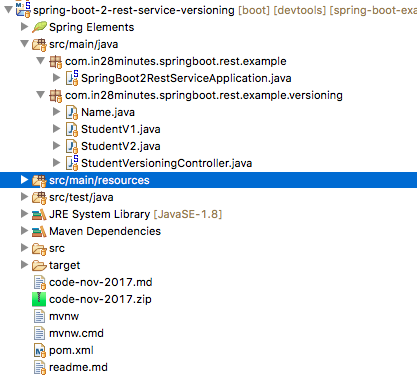 spring-boot-2-rest-service-versioning [boot] [devtools] [spring-boot-exa
Spring Elements
src/main/java
com.in28minutes.springboot.rest.example
SpringBoot2RestServiceApplication.java
com.in28minutes.springboot.rest.example.versioning
Name.java
StudentV1.java
StudentV2.java
StudentVersioningController.java
src/main/resources
src/test/java
JRE System Library [JavaSE-1.8]
Maven Dependencies
src
target
code-nov-2017.md
code-nov-2017.zip
mvnw
mvnw.cmd
pom.xml
readme.md